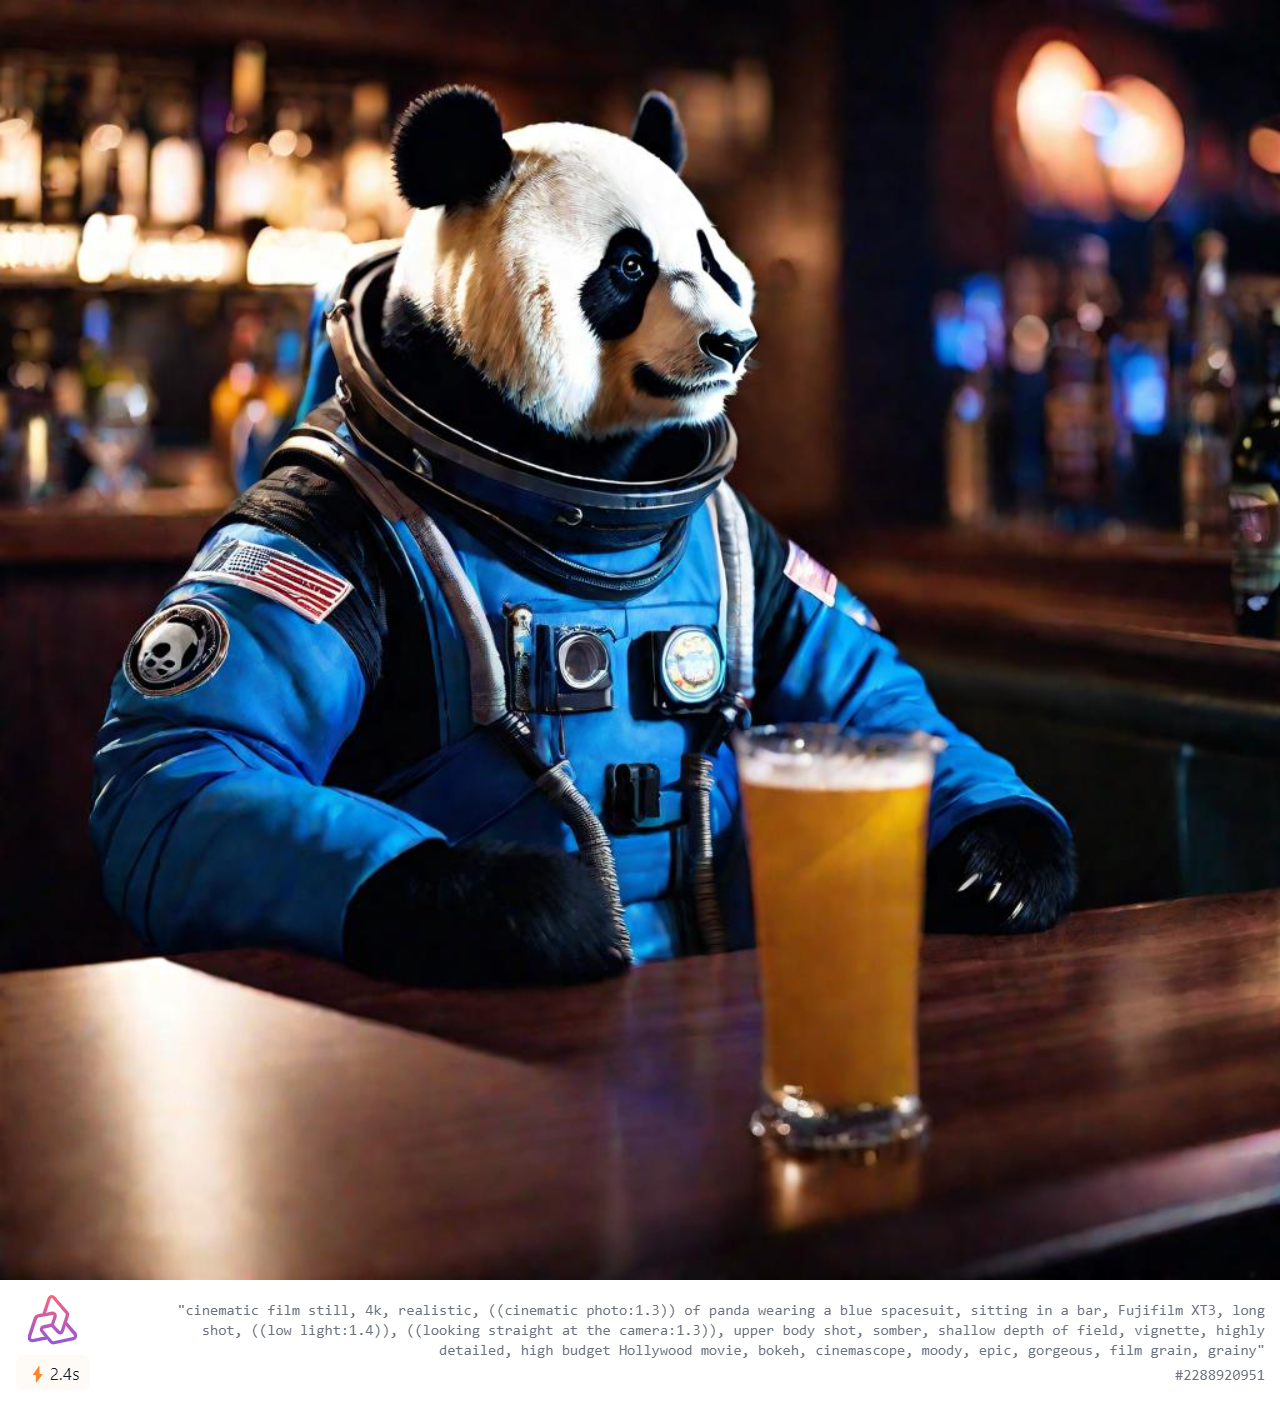 "cinematic film still, 4k, realistic, ((cinematic photo:1.3)) of panda wearing a blue spacesuit, sitting in a bar, Fujifilm XT3, long
shot, ((low light:1.4)), ((looking straight at the camera:1.3)), upper body shot, somber, shallow depth of field, vignette, highly
detailed, high budget Hollywood movie, bokeh, cinemascope, moody, epic, gorgeous, film grain, grainy"
2.4s
#2288920951